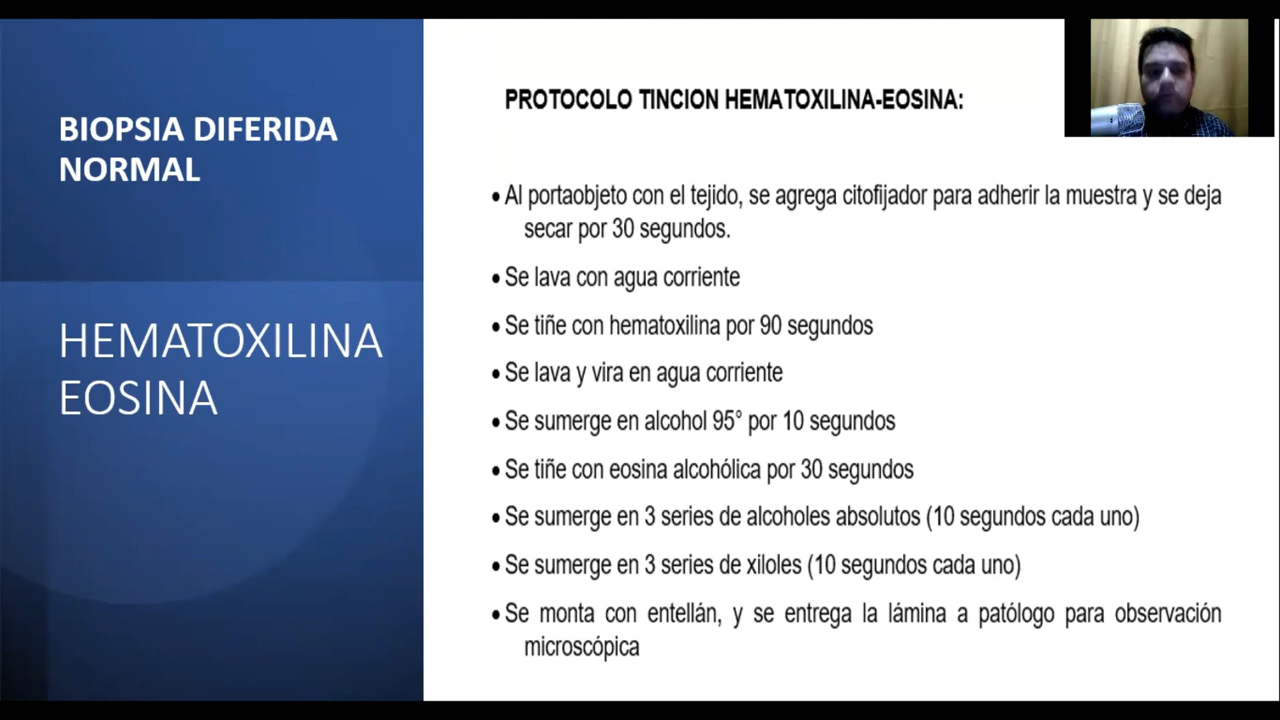 BIOPSIA DIFERIDA
NORMAL
HEMATOXILINA
EOSINA
PROTOCOLO TINCION HEMATOXILINA-EOSINA:
• Al portaobjeto con el tejido, se agrega citofijador para adherir la muestra y se deja
secar por 30 segundos.
• Se lava con agua corriente
• Se tiñe con hematoxilina por 90 segundos
• Se lava y vira en agua corriente
• Se sumerge en alcohol 95° por 10 segundos
• Se tiñe con eosina alcohólica por 30 segundos
• Se sumerge en 3 series de alcoholes absolutos (10 segundos cada uno)
• Se sumerge en 3 series de xiloles (10 segundos cada uno)
• Se monta con entellán, y se entrega la lámina a patólogo para observación
microscópica